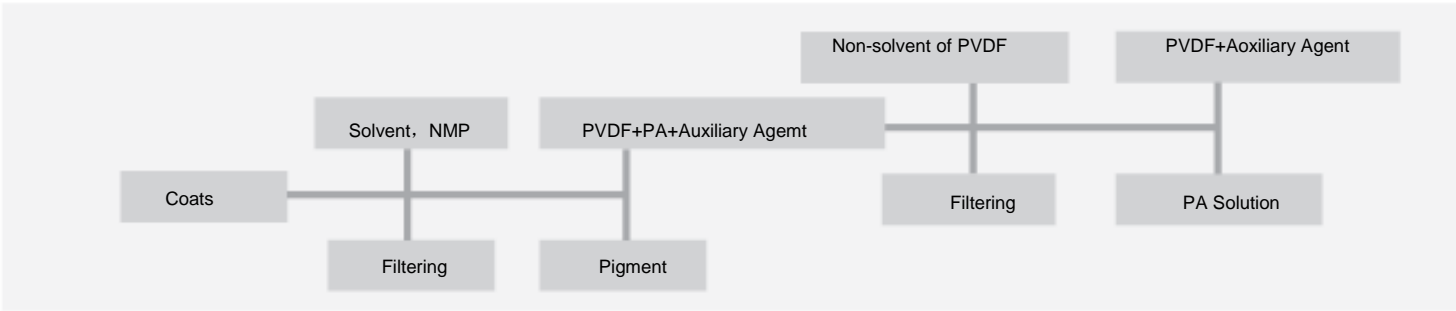 Non-solvent of PVDF
PVDF+Aoxiliary Agent
Solvent，NMP
PVDF+PA+Auxiliary Agemt
Coats
Filtering
PA Solution
Filtering
Pigment